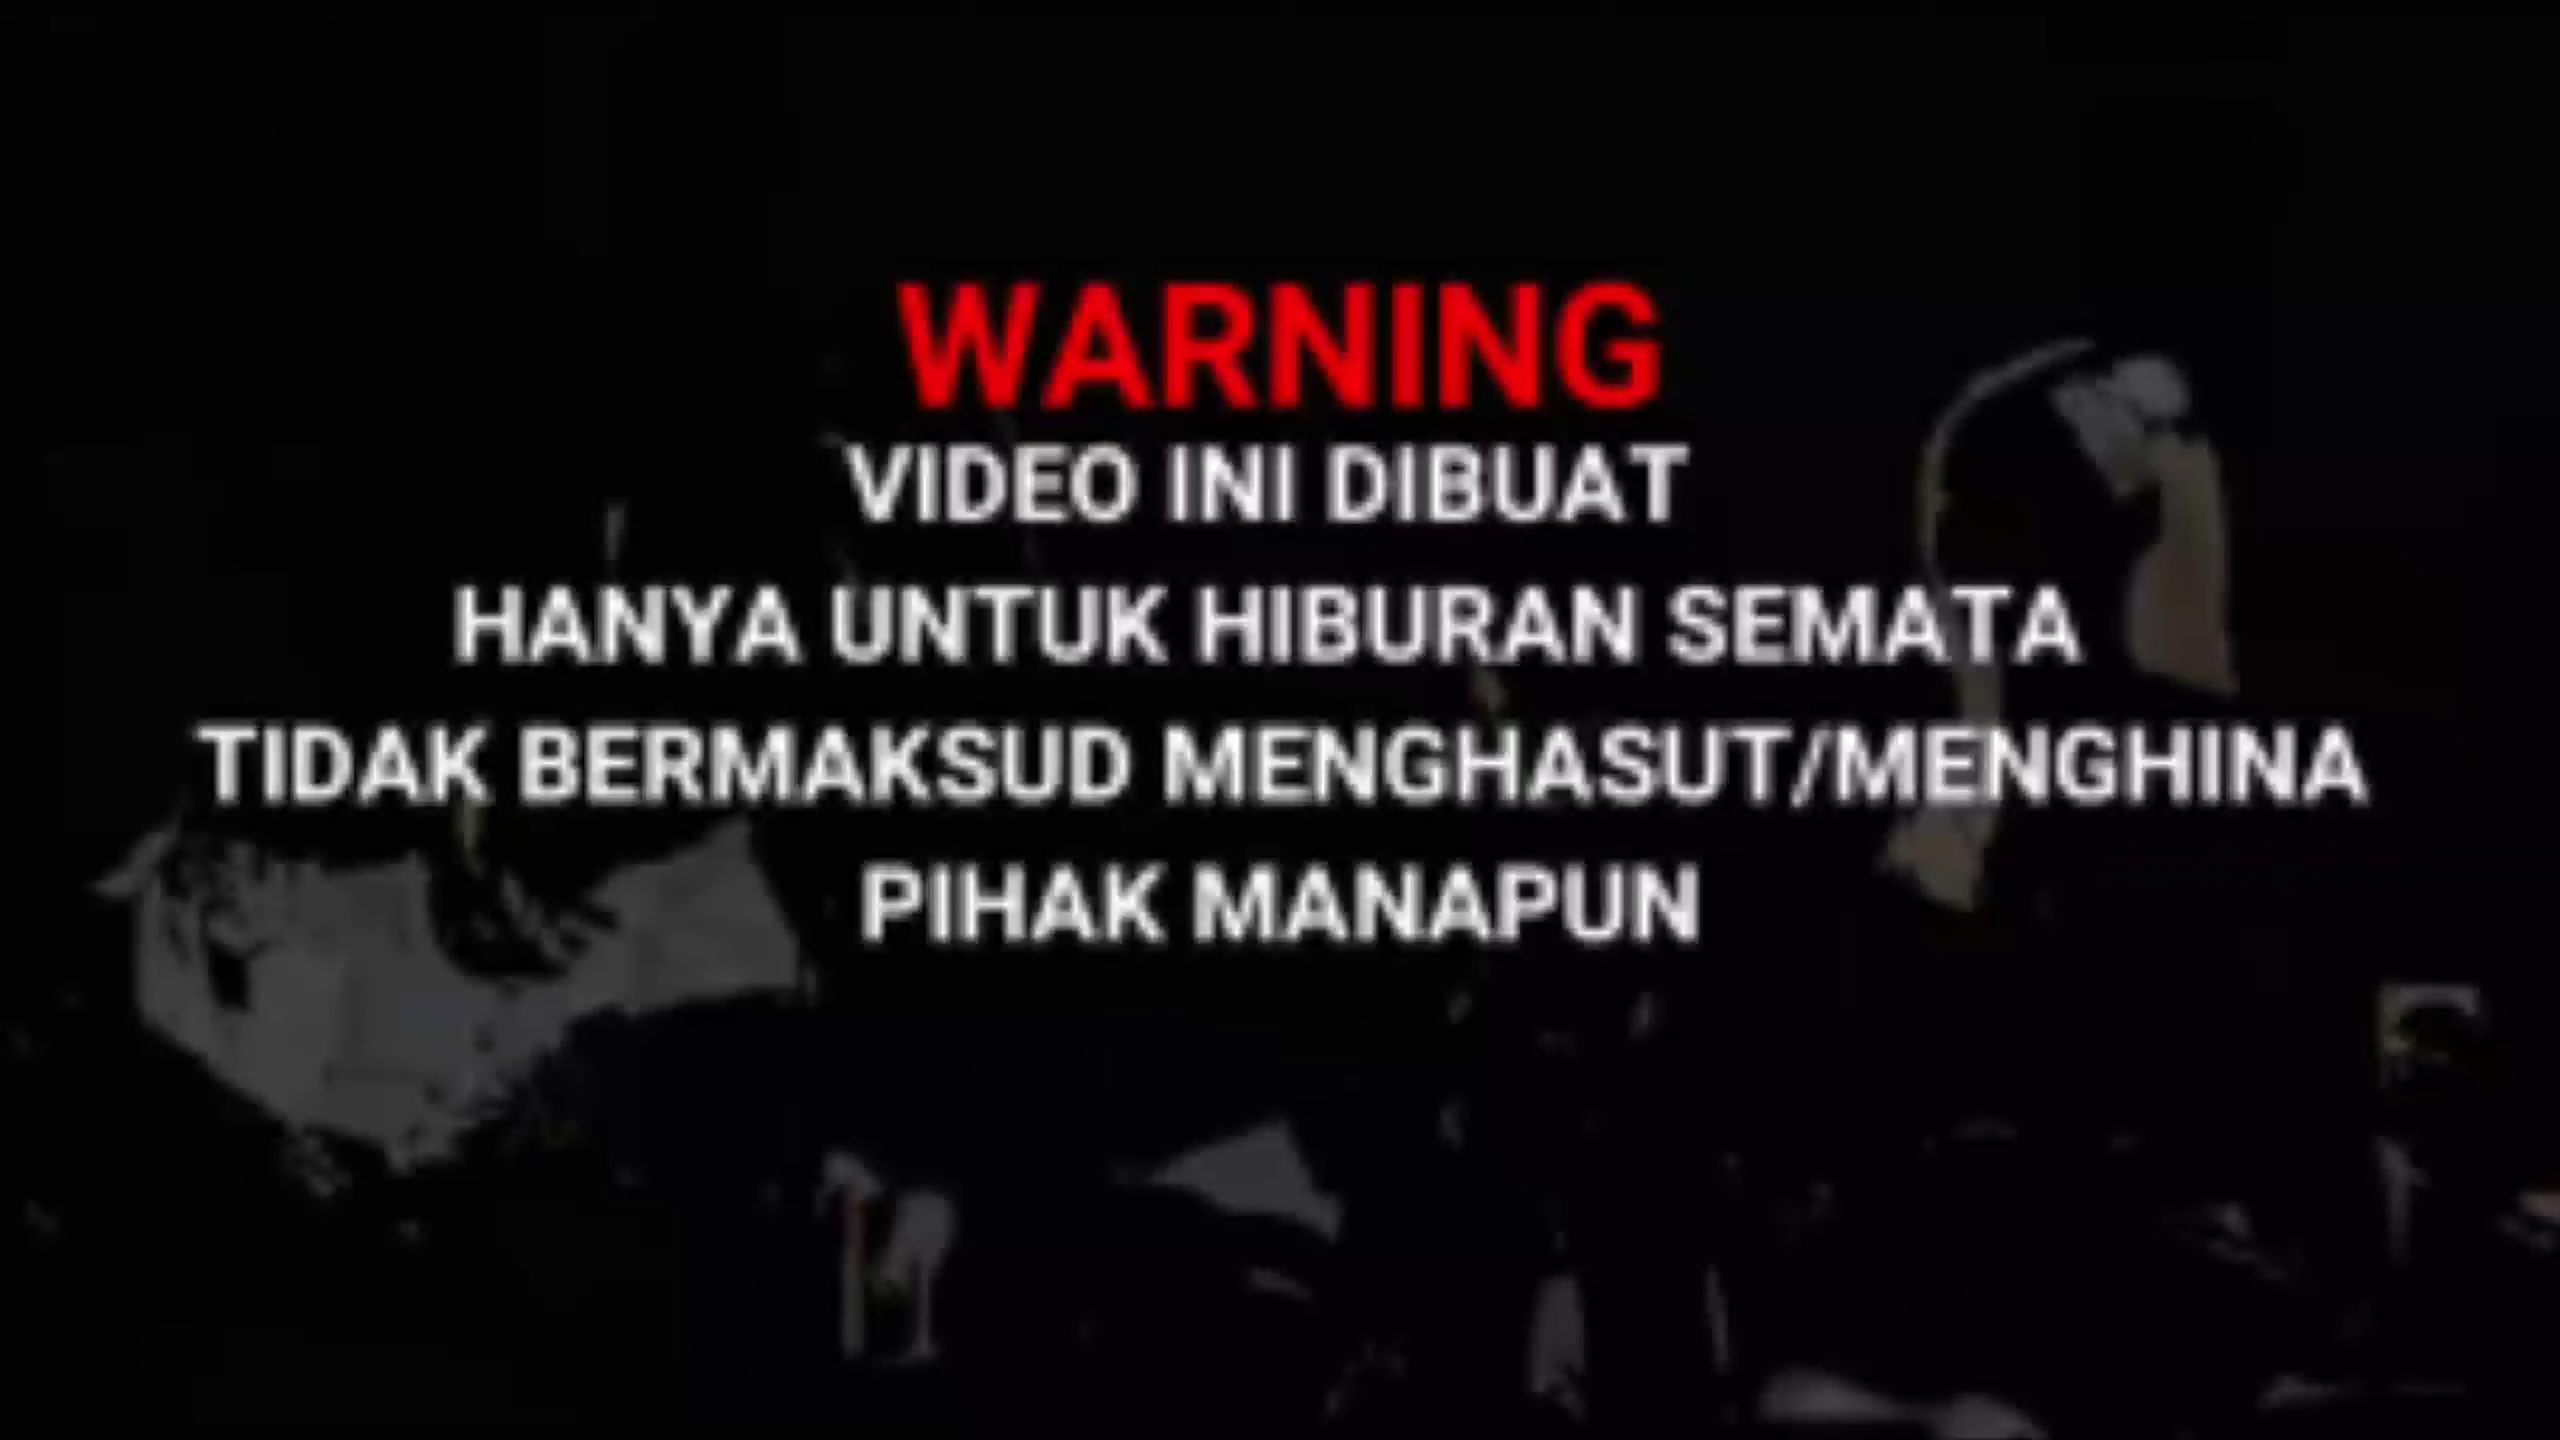 WARNING
VIDEO INI DIBUAT
HANYA UNTUK HIBURAN SEMATA
TIDAK BERMAKSUD MENGHASUT/MENGHINA
PIHAK MANAPUN